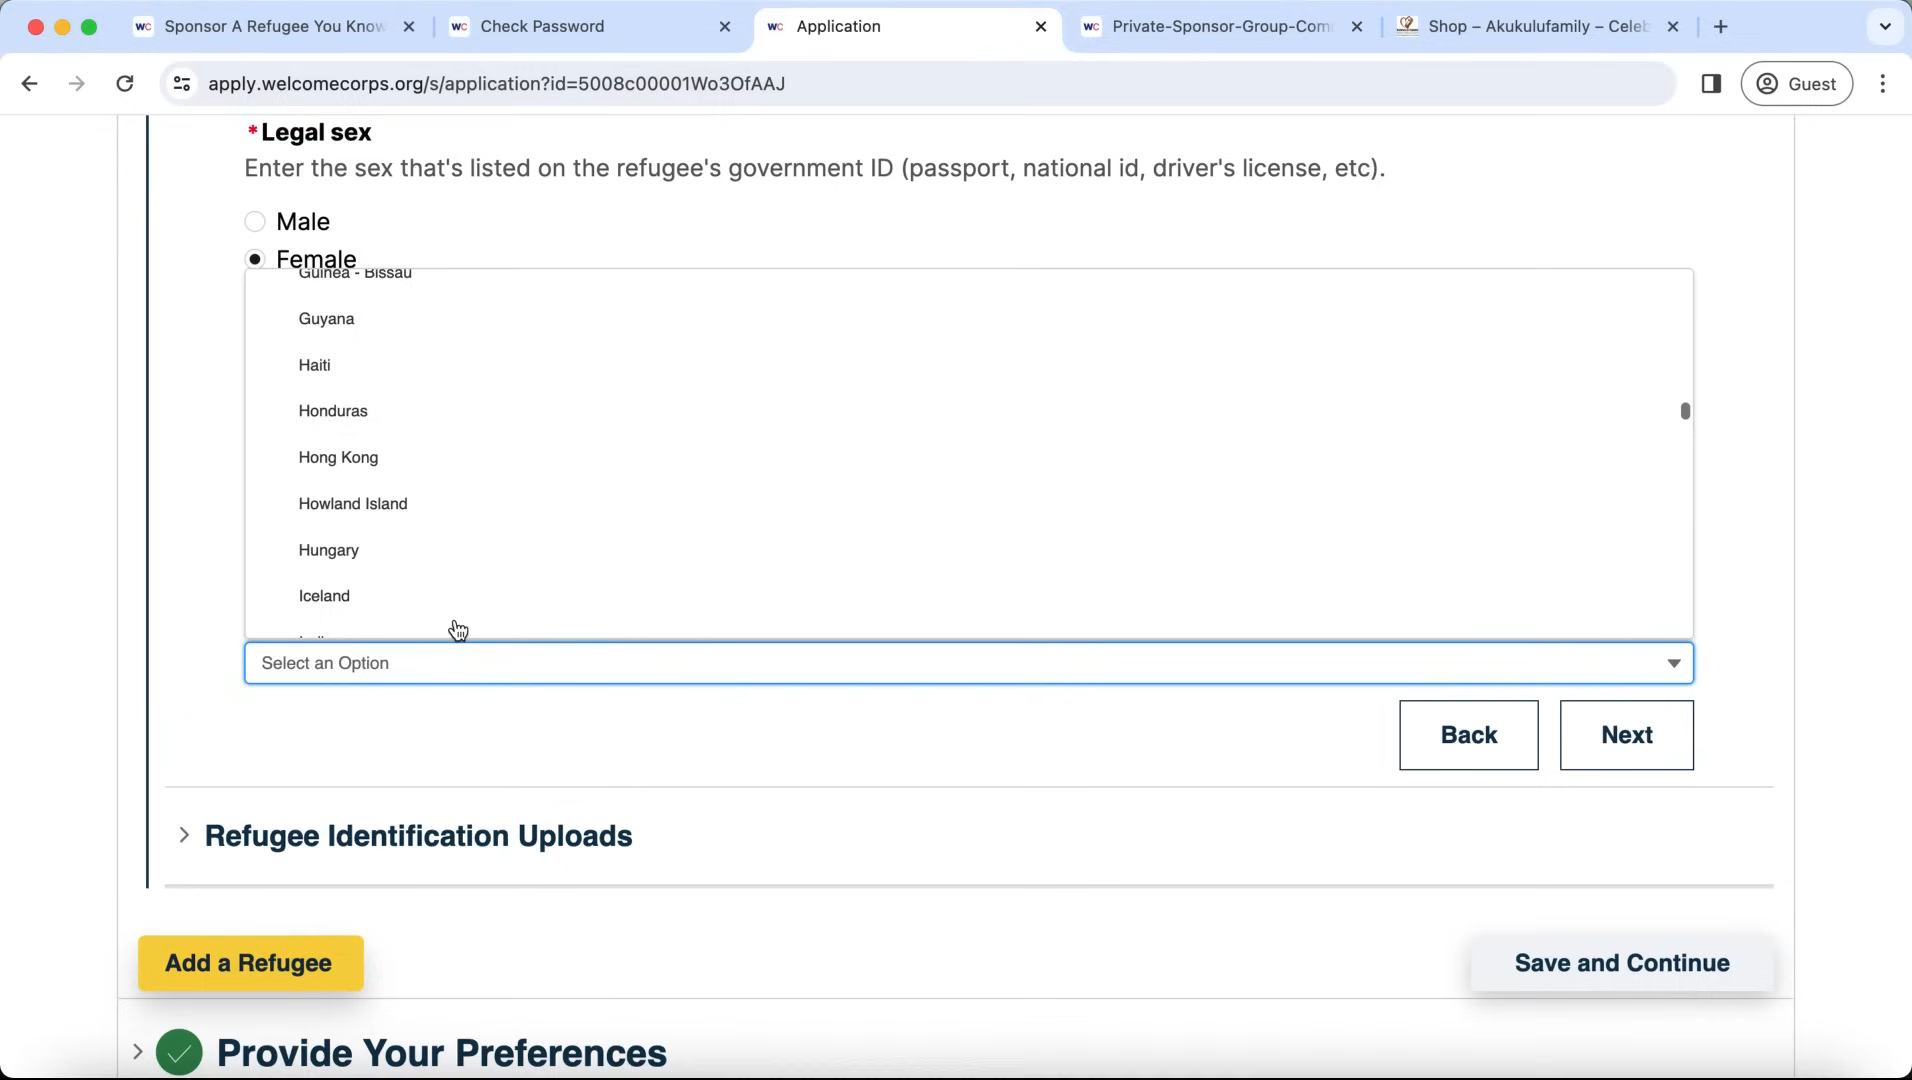 Sponsor A Refugee You Know
Check Password
Application
Private-Sponsor-Group-Com
Shop – Akukulufamily – Celeb
apply.welcomecorps.org/s/application?id=5008c00001Wo3OfAAJ
Guest
*Legal sex
Enter the sex that's listed on the refugee's government ID (passport, national id, driver's license, etc).
Male
Female
Guinea - Bissau
Guyana
Haiti
Honduras
Hong Kong
Howland Island
Hungary
Iceland
Select an Option
Back
Next
Refugee Identification Uploads
Add a Refugee
Save and Continue
Provide Your Preferences